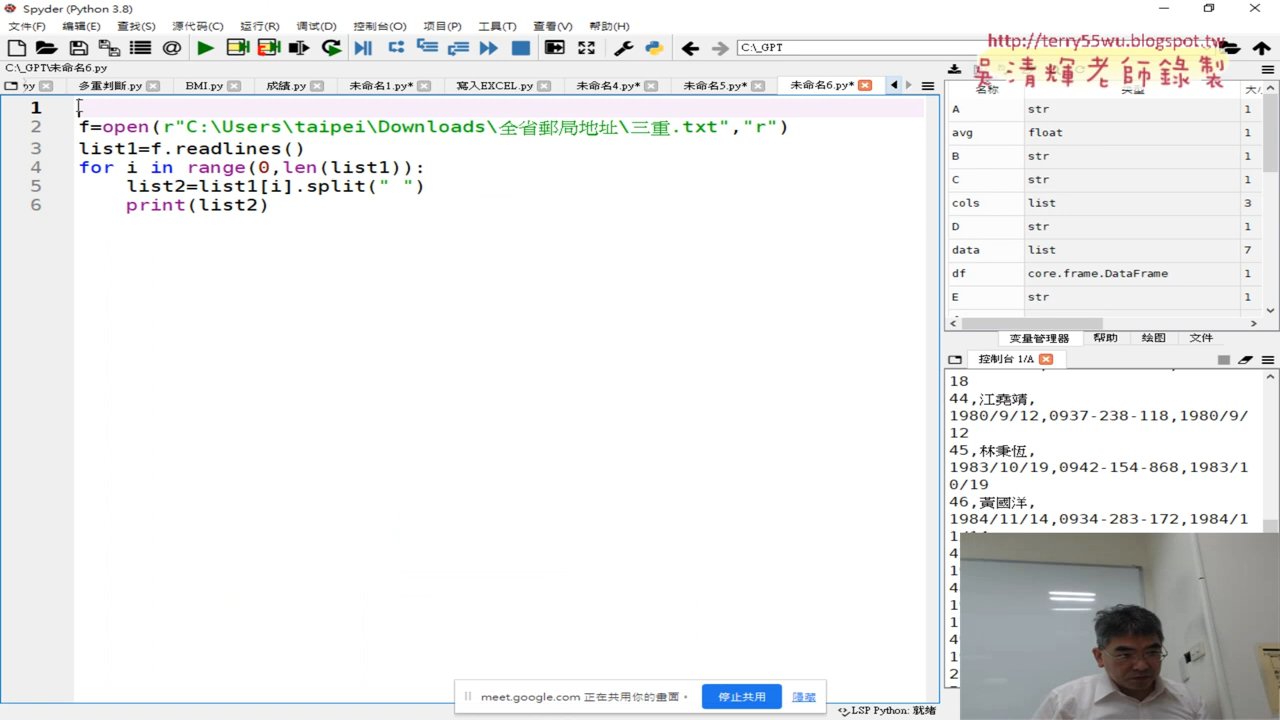 Spyder (Python 3.8)
文件(F) 编辑(E) 查找(S) 源代码(C) 运行(R) 调试(D) 控制台(O) 项目(P) 工具(T) 查看(V) 帮助(H)
C:\_GPT
http://terry55wu.blogspot.tw
吳清輝老師錄製
C:\_GPT\未命名6.py
py 多重判斷.py BMI.py 成績.py 未命名1.py* 寫入EXCEL.py 未命名4.py* 未命名5.py* 未命名6.py*
名称 类型 大小
1
2 f=open(r"C:\Users\taipei\Downloads\全省郵局地址\三重.txt","r")
3 list1=f.readlines()
4 for i in range(0,len(list1)):
5 list2=list1[i].split(" ")
6 print(list2)
A str 1
avg float 1
B str 1
C str 1
cols list 3
D str 1
data list 7
df core.frame.DataFrame
E str 1
变量管理器 帮助 绘图 文件
控制台 1/A
18
44,江堯靖,
1980/9/12,0937-238-118,1980/9/
12
45,林秉恆,
1983/10/19,0942-154-868,1983/1
0/19
46,黃國洋,
1984/11/14,0934-283-172,1984/1
meet.google.com 正在共用你的畫面。 停止共用 隱藏
LSP Python: 就绪